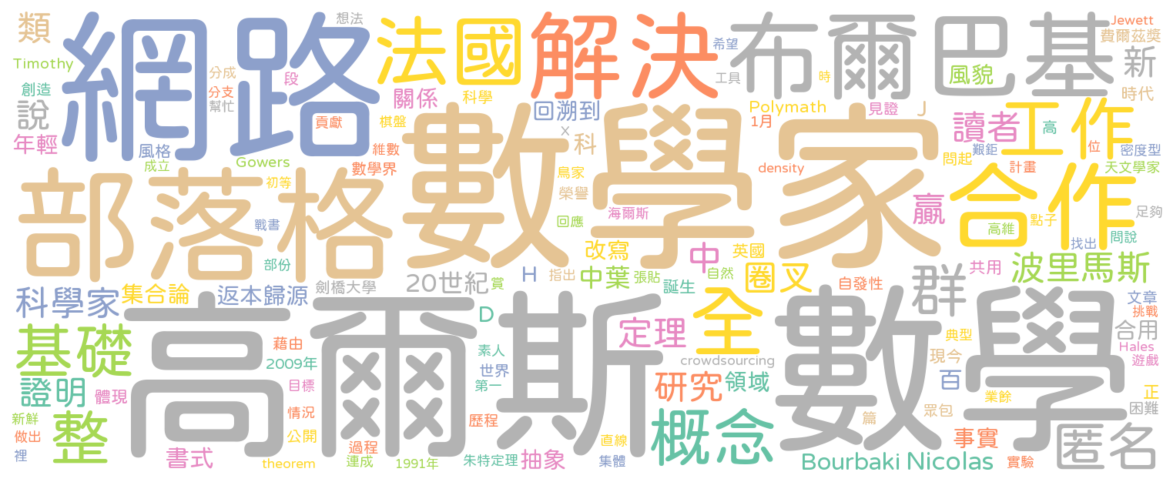 類 網路 法國 解決 布爾巴基 新
想法 Jewett 費爾茲獎
Timothy 分成 段 希望 工具 時 風貌 時代
創造 分支 幫忙 關係 科學
說 貢獻 棋盤 回溯到 Polymath 見證 J 工作
年輕 風格 維數 x 科 1月 讀者 高 位 密度型
成立 Gowers 數學界 數學家 問起 艱鉅 計畫 天文學家
部落格 初等 鳥家 density 合作
戰書 榮譽 海爾斯 贏 高維 點子 足夠
回應 找出 問說
部份 改寫 中 英國
20世紀 賞 H 指出 中葉 張貼 自然 圈叉 自發性 群 共用 波里馬斯
科學家 集合論 返本歸源 劍橋大學 誕生 文章
D 定理 全 挑戰
基礎 高爾斯 數學 典型 合用
藉由 素人 crowdsourcing 現今 Hales
2009年 世界 遊戲
證明 體現 目標 第一 研究 領域 百 正
新鮮 情況 歷程 概念 篇 眾包 業餘 困難
做出 整 公開 直線 事實 匿名
裡 過程
書式 theorem 運成 1991年 朱特定理 抽象 集體 Bourbaki Nicolas 實驗